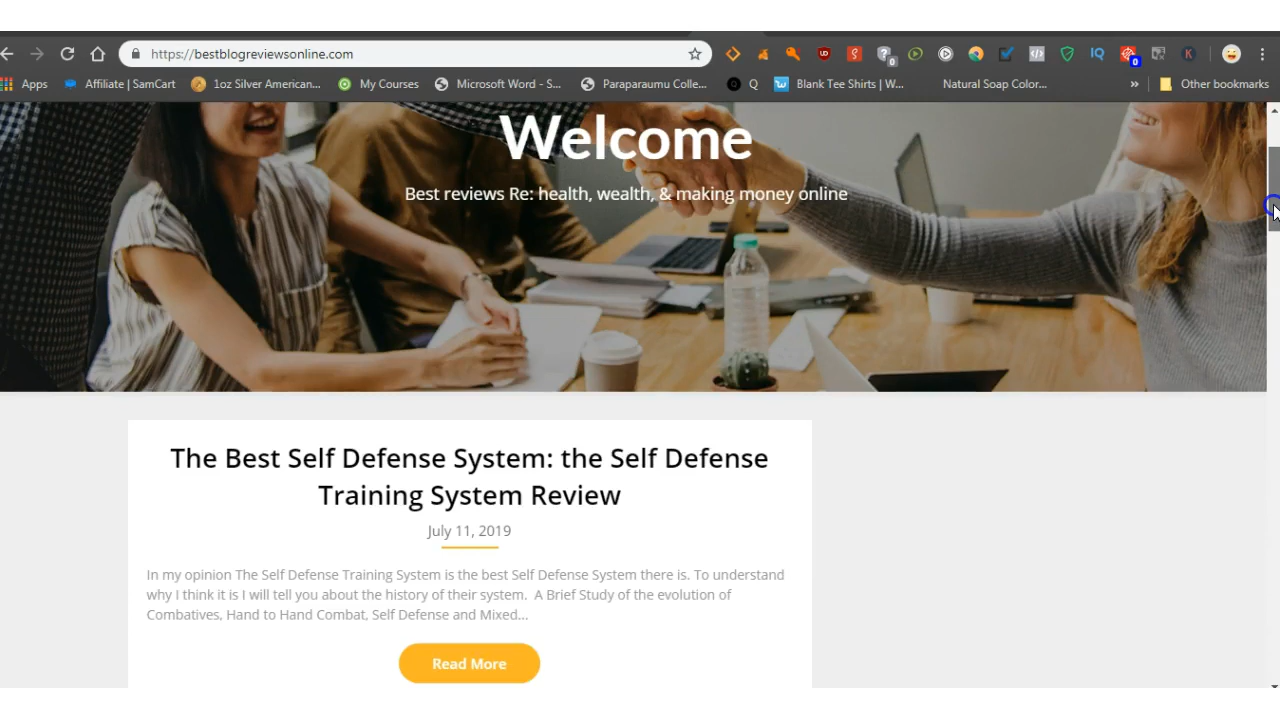 https://bestblogreviewsonline.com
Apps Affiliate | SamCart 1oz Silver American... My Courses Microsoft Word - S... Paraparaumu Colle... Q Blank Tee Shirts | W... Natural Soap Color... » Other bookmarks
Welcome
Best reviews Re: health, wealth, & making money online
The Best Self Defense System: the Self Defense
Training System Review
July 11, 2019
In my opinion The Self Defense Training System is the best Self Defense System there is. To understand
why I think it is I will tell you about the history of their system. A Brief Study of the evolution of
Combatives, Hand to Hand Combat, Self Defense and Mixed...
Read More